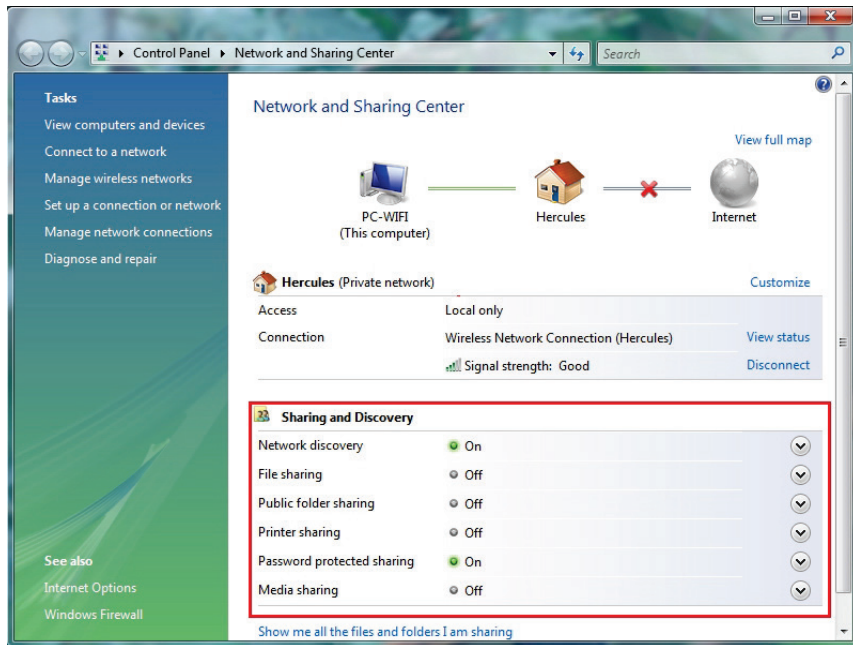 Control Panel Network and Sharing Center
Search
Tasks
View computers and devices
Connect to a network
Manage wireless networks
Set up a connection or network
Manage network connections
Diagnose and repair
See also
Internet Options
Windows Firewall
Network and Sharing Center
View full map
PC-WIFI
(This computer)
Hercules
Internet
Hercules (Private network)
Customize
Access Local only
Connection Wireless Network Connection (Hercules) View status
Signal strength: Good Disconnect
Sharing and Discovery
Network discovery On
File sharing Off
Public folder sharing Off
Printer sharing Off
Password protected sharing On
Media sharing Off
Show me all the files and folders I am sharing